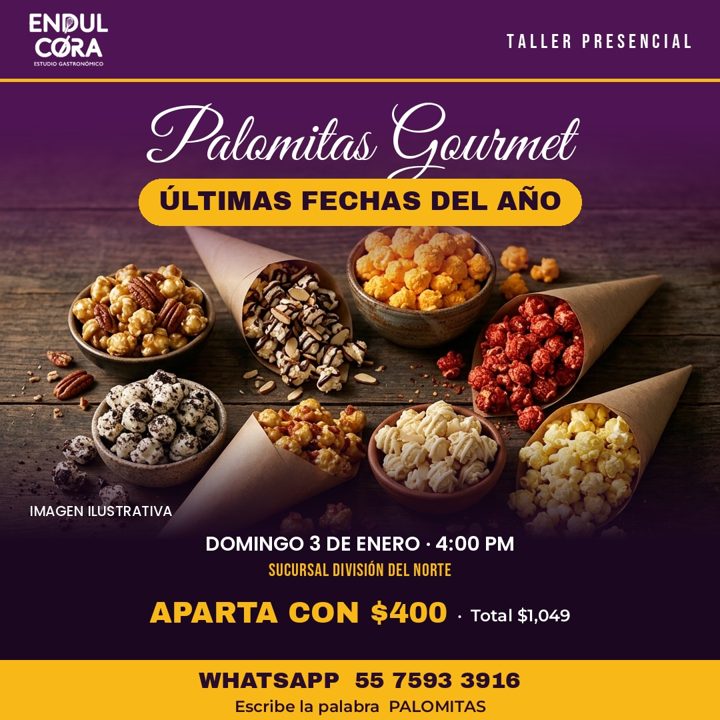 ENDUL
CØRA
ESTUDIO GASTRONÓMICO
TALLER PRESENCIAL
Palomitas Gourmet
ÚLTIMAS FECHAS DEL AÑO
IMAGEN ILUSTRATIVA
DOMINGO 3 DE ENERO · 4:00 PM
SUCURSAL DIVISIÓN DEL NORTE
APARTA CON $400 · Total $1,049
WHATSAPP 55 7593 3916
Escribe la palabra PALOMITAS